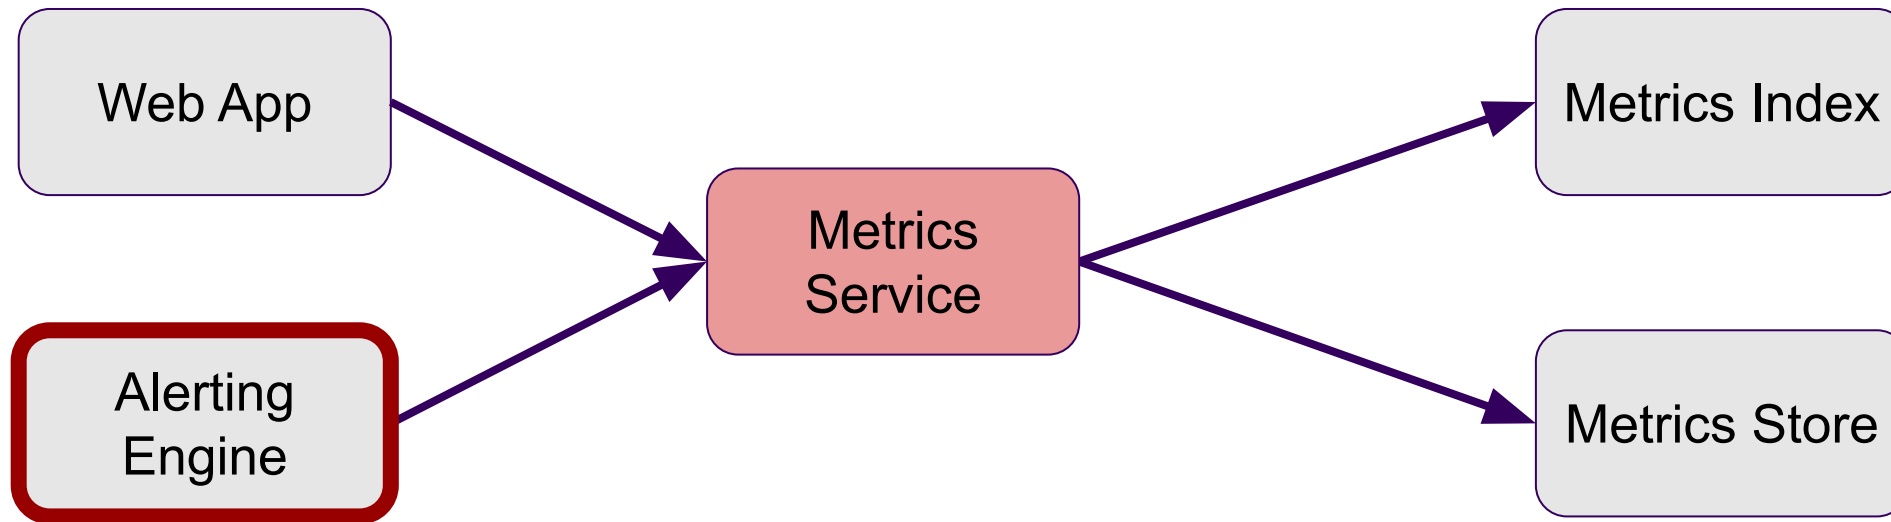 Web App
Alerting
Engine
Metrics
Service
Metrics Index
Metrics Store